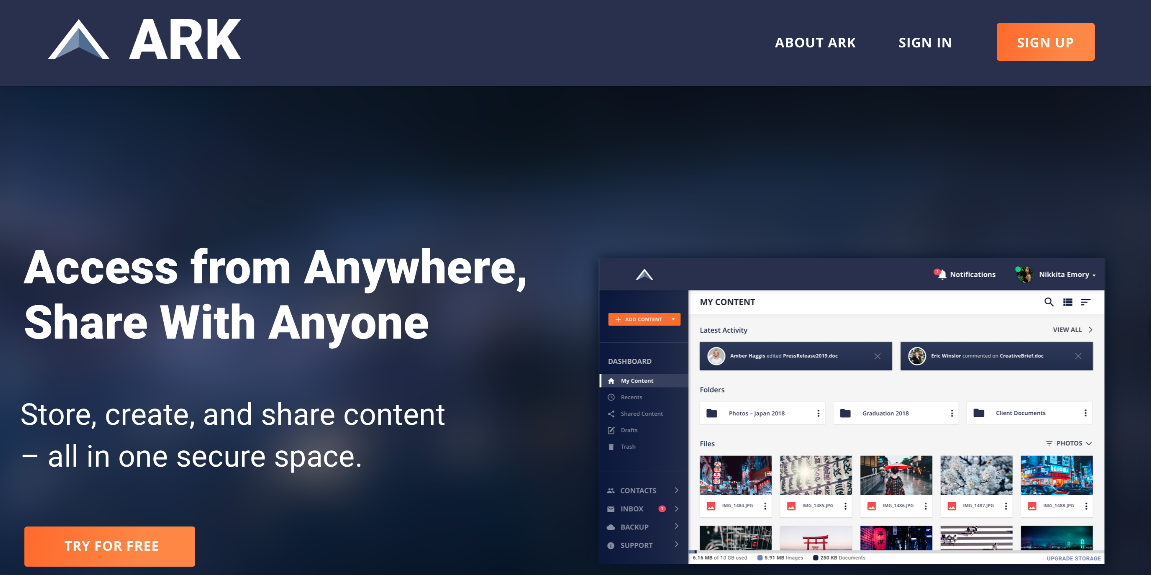 ARK
ABOUT ARK
SIGN IN
SIGN UP
Access from Anywhere,
Share With Anyone
Store, create, and share content
– all in one secure space.
TRY FOR FREE
1
Notifications
Nikkita Emory
+ ADD CONTENT
DASHBOARD
My Content
Recents
Shared Content
Drafts
Trash
CONTACTS
INBOX
BACKUP
SUPPORT
MY CONTENT
Latest Activity
VIEW ALL
Amber Haggis edited PressRelease2019.doc
Eric Winslor commented on CreativeBrief.doc
Folders
Photos – Japan 2018
Graduation 2018
Client Documents
Files
PHOTOS
IMG_1484.JPG
IMG_1485.JPG
IMG_1486.JPG
IMG_1487.JPG
IMG_1488.JPG
6.16 MB of 10 GB used
5.91 MB Images
250 KB Documents
UPGRADE STORAGE